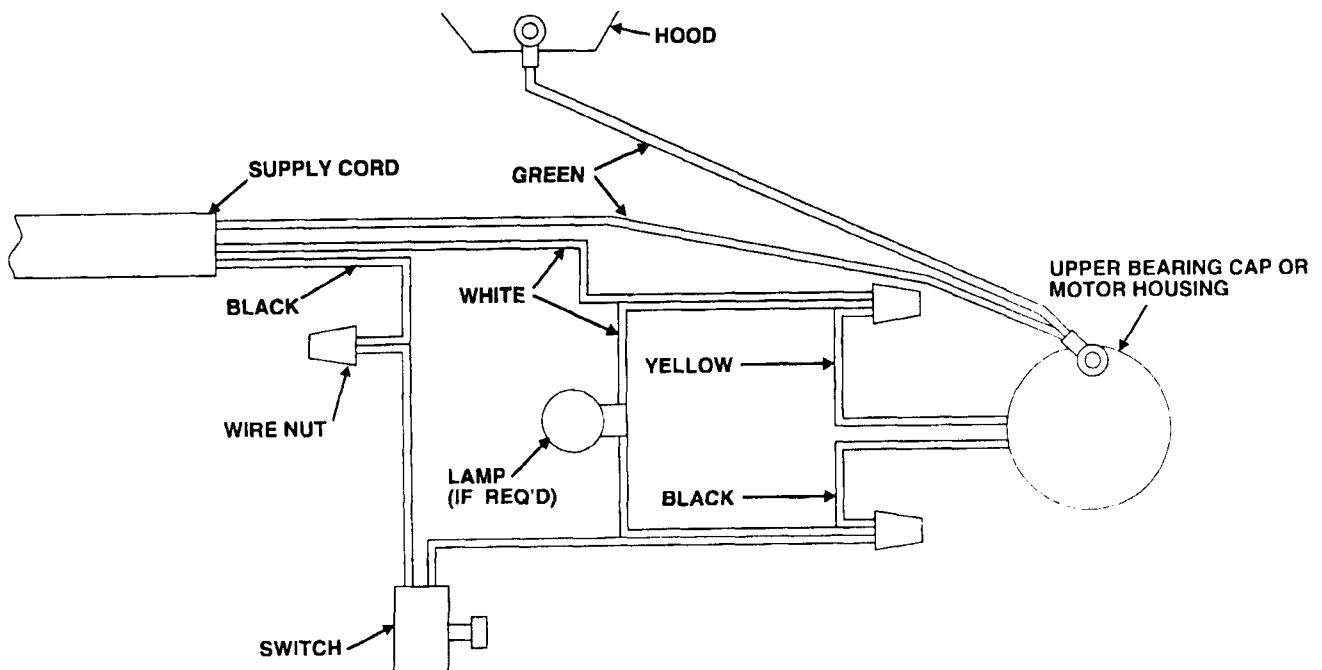 HOOD
SUPPLY CORD
GREEN
UPPER BEARING CAP OR
MOTOR HOUSING
BLACK
WHITE
YELLOW
WIRE NUT
LAMP
(IF REQ'D)
BLACK
SWITCH